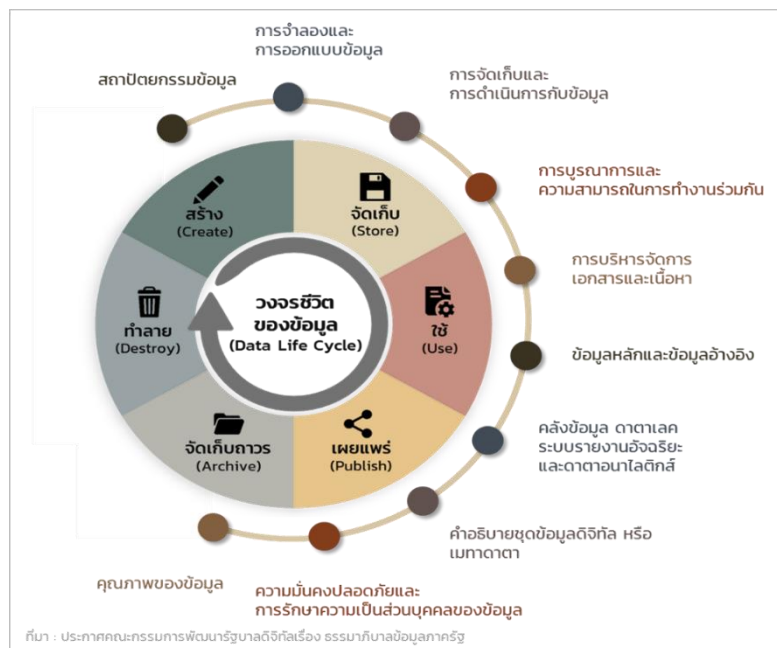 การจำลองและ
การออกแบบข้อมูล
สถาปัตยกรรมข้อมูล
การจัดเก็บและ
การดำเนินการกับข้อมูล
การบูรณาการและ
ความสามารถในการทำงานร่วมกัน
การบริหารจัดการ
เอกสารและเนื้อหา
ข้อมูลหลักและข้อมูลอ้างอิง
คลังข้อมูล ดาตาเลค
ระบบรายงานอัจฉริยะ
และดาตาอนาไลติกส์
คำอธิบายชุดข้อมูลดิจิทัล หรือ
เมทาดาตา
ความมั่นคงปลอดภัยและ
การรักษาความเป็นส่วนบุคคลของข้อมูล
คุณภาพของข้อมูล
สร้าง
(Create)
จัดเก็บ
(Store)
ใช้
(Use)
เผยแพร่
(Publish)
จัดเก็บถาวร
(Archive)
ทำลาย
(Destroy)
วงจรชีวิต
ของข้อมูล
(Data Life Cycle)
ที่มา : ประกาศคณะกรรมการพัฒนารัฐบาลดิจิทัลเรื่อง ธรรมาภิบาลข้อมูลภาครัฐ